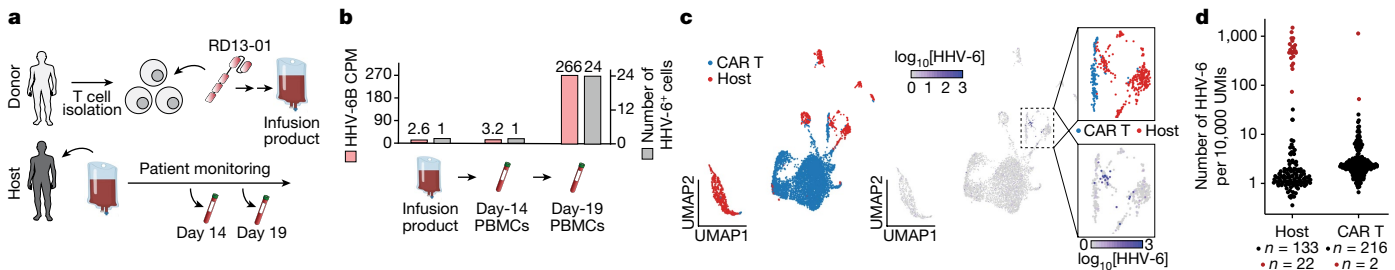 a
Donor
T cell
isolation
RD13-01
Infusion
product
Host
Patient monitoring
Day 14
Day 19
b
HHV-6B CPM
270
180
90
0
2.6
1
3.2
1
266
24
24
12
0
Number of
HHV-6+ cells
Infusion
product
Day-14
PBMCs
Day-19
PBMCs
c
CAR T
Host
UMAP2
UMAP1
log10[HHV-6]
0 1 2 3
UMAP2
UMAP1
CAR T Host
0 3
log10[HHV-6]
d
Number of HHV-6
per 10,000 UMIs
1,000
100
10
1
Host
n = 133
n = 22
CAR T
n = 216
n = 2